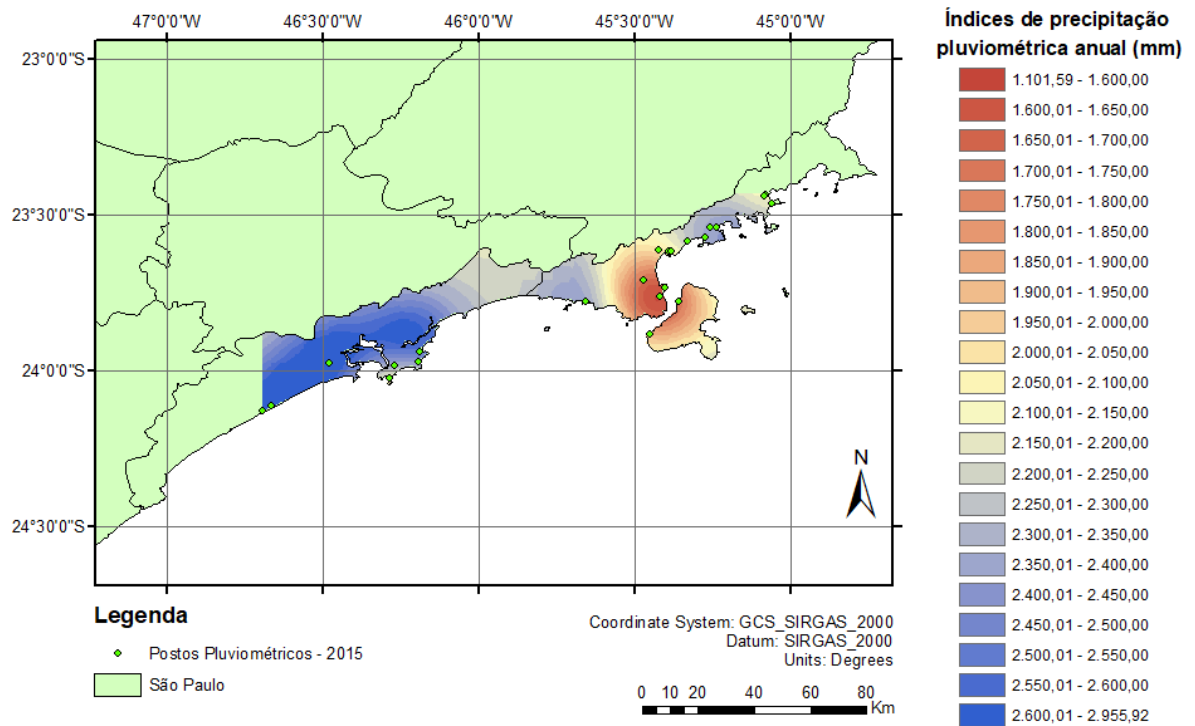 47°0'0"W
46°30'0"W
46°0'0"W
45°30'0"W
45°0'0"W
23°0'0"S
23°30'0"S
24°0'0"S
24°30'0"S
N
Legenda
Postos Pluviométricos - 2015
São Paulo
Coordinate System: GCS_SIRGAS_2000
Datum: SIRGAS_2000
Units: Degrees
0 10 20 40 60 80
Km
Índices de precipitação
pluviométrica anual (mm)
1.101,59 - 1.600,00
1.600,01 - 1.650,00
1.650,01 - 1.700,00
1.700,01 - 1.750,00
1.750,01 - 1.800,00
1.800,01 - 1.850,00
1.850,01 - 1.900,00
1.900,01 - 1.950,00
1.950,01 - 2.000,00
2.000,01 - 2.050,00
2.050,01 - 2.100,00
2.100,01 - 2.150,00
2.150,01 - 2.200,00
2.200,01 - 2.250,00
2.250,01 - 2.300,00
2.300,01 - 2.350,00
2.350,01 - 2.400,00
2.400,01 - 2.450,00
2.450,01 - 2.500,00
2.500,01 - 2.550,00
2.550,01 - 2.600,00
2.600,01 - 2.955,92